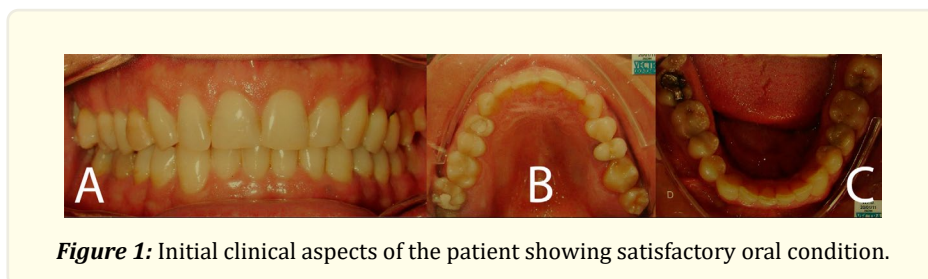 A
B
C
D
Figure 1: Initial clinical aspects of the patient showing satisfactory oral condition.